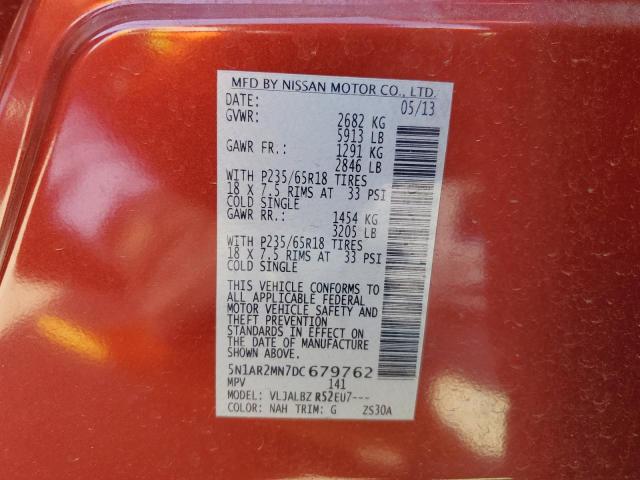 MFD BY NISSAN MOTOR CO., LTD.
DATE: 05/13
GVWR: 2682 KG
5913 LB
GAWR FR.: 1291 KG
2846 LB
WITH P235/65R18 TIRES
18 X 7.5 RIMS AT 33 PSI
COLD SINGLE
GAWR RR.: 1454 KG
3205 LB
WITH P235/65R18 TIRES
18 X 7.5 RIMS AT 33 PSI
COLD SINGLE
THIS VEHICLE CONFORMS TO
ALL APPLICABLE FEDERAL
MOTOR VEHICLE SAFETY AND
THEFT PREVENTION
STANDARDS IN EFFECT ON
THE DATE OF MANUFACTURE
SHOWN ABOVE.
5N1AR2MN7DC679762
MPV 141
MODEL: VLJALBZ R52EU7---
COLOR: NAH TRIM: G ZS30A